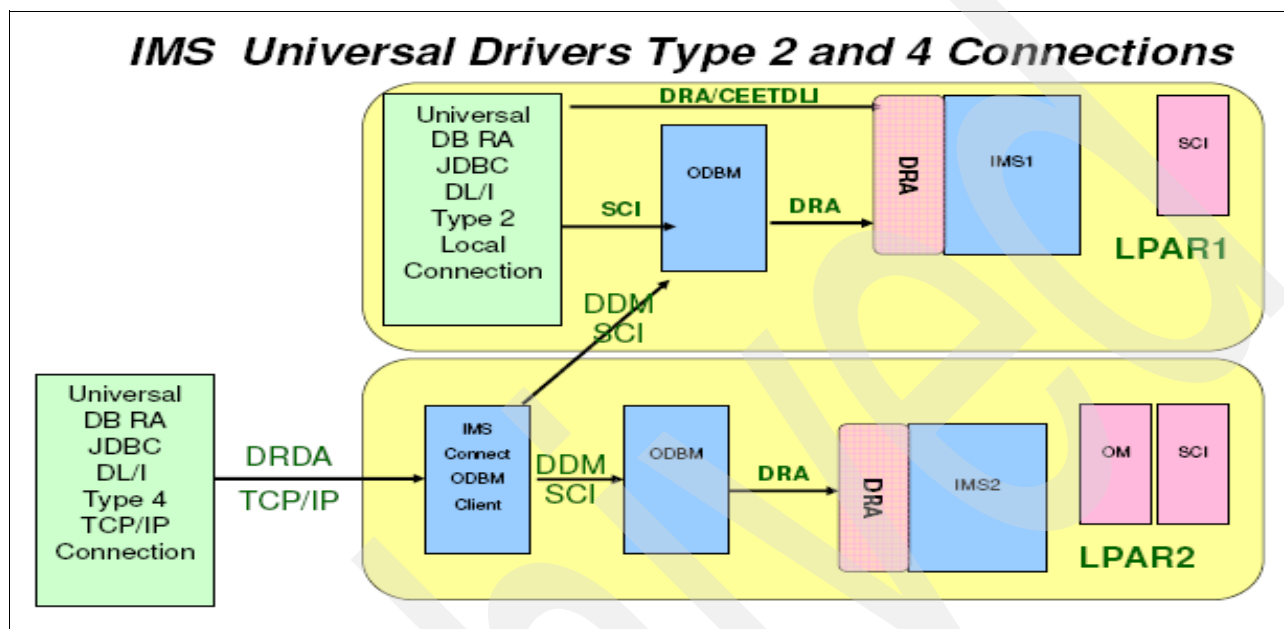 IMS Universal Drivers Type 2 and 4 Connections
Universal
DB RA
JDBC
DL/I
Type 2
Local
Connection
DRA/CEETDLI
SCI
ODBM
DRA
DRA
IMS1
SCI
LPAR1
DDM
SCI
Universal
DB RA
JDBC
DL/I
Type 4
TCP/IP
Connection
DRDA
TCP/IP
IMS
Connect
ODBM
Client
DDM
SCI
ODBM
DRA
DRA
IMS2
OM
SCI
LPAR2